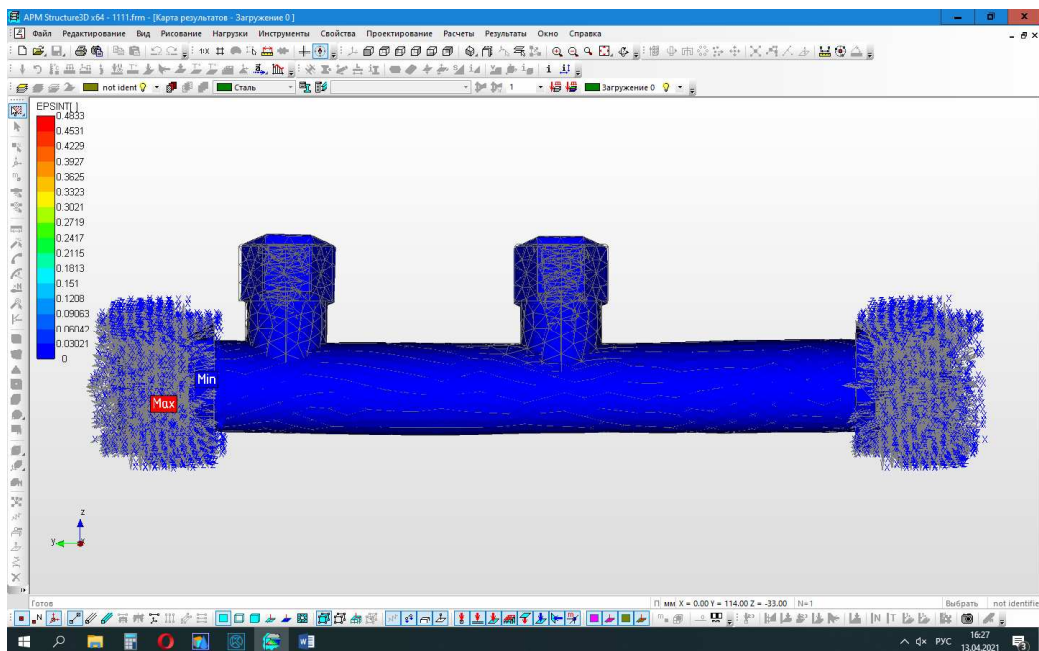 APM Structure3D x64 - 1111.frm - [Карта результатов - Загружение 0 ]
Файл Редактирование Вид Рисование Нагрузки Инструменты Свойства Проектирование Расчеты Результаты Окно Справка
not ident Сталь 1 Загружение 0
EPSINT[ ]
0.4833
0.4531
0.4229
0.3927
0.3625
0.3323
0.3021
0.2719
0.2417
0.2115
0.1813
0.151
0.1208
0.09063
0.06042
0.03021
0
Min
Max
z
y
Готов П мм X = 0.00 Y = 114.00 Z = -33.00 N=1 Выбрать not identifie
РУС 16:27
13.04.2021